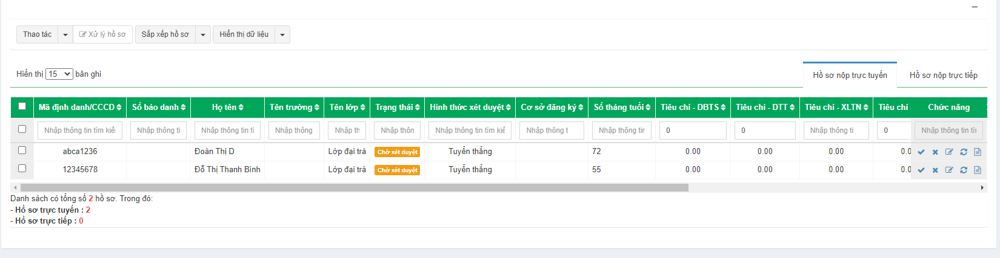 Thao tác Xử lý hồ sơ Sắp xếp hồ sơ Hiển thị dữ liệu
Hiển thị 15 bản ghi
Hồ sơ nộp trực tuyến Hồ sơ nộp trực tiếp
Mã định danh/CCCD Số báo danh Họ tên Tên trường Tên lớp Trạng thái Hình thức xét duyệt Cơ sở đăng ký Số tháng tuổi Tiêu chí - DBTS Tiêu chí - DTT Tiêu chí - XLTN Tiêu chí - Chức năng
Nhập thông tin tìm kiế Nhập thông ti Nhập thông tin tì Nhập thông Nhập th Nhập thôn Nhập thông tin tìm kiế Nhập thông t Nhập thông tin 0 0 Nhập thông ti 0 Nhập thông tin tìn
abca1236 Đoàn Thị D Lớp đại trà Chờ xét duyệt Tuyển thẳng 72 0.00 0.00 0.00 0.0
12345678 Đỗ Thị Thanh Bình Lớp đại trà Chờ xét duyệt Tuyển thẳng 55 0.00 0.00 0.00 0.0
Danh sách có tổng số 2 hồ sơ. Trong đó:
- Hồ sơ trực tuyến : 2
- Hồ sơ trực tiếp : 0